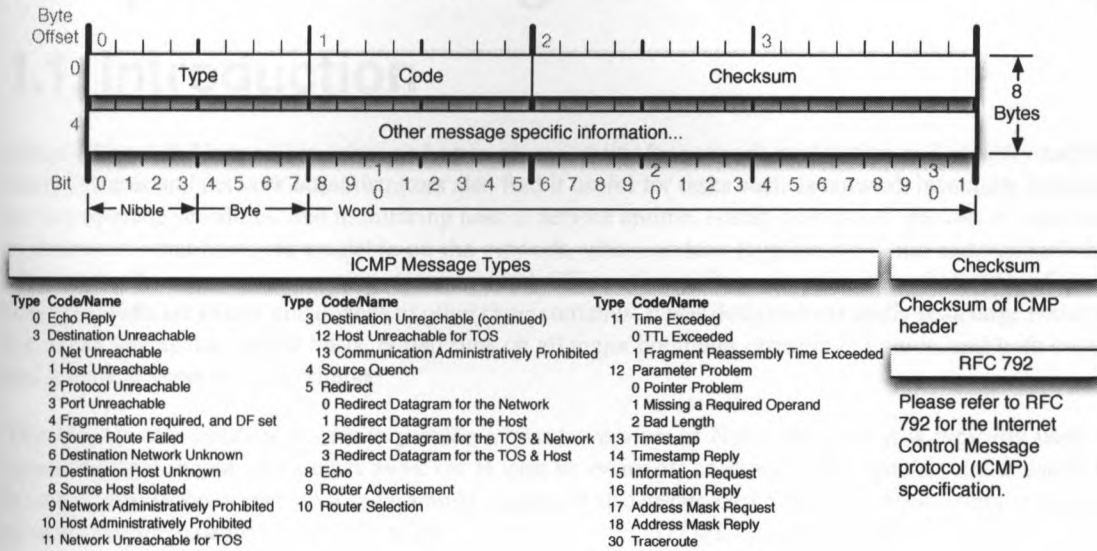 Byte
Offset
0 1 2 3
0
Type Code Checksum
8
Bytes
4
Other message specific information...
Bit 0 2 4 5 7 8 9 1 0 2 3 4 5 6 7 8 9 2 0 2 3 4 5 6 7 8 9 3 0 1
Nibble Byte Word
ICMP Message Types
Type Code/Name
0 Echo Reply
3 Destination Unreachable
0 Net Unreachable
1 Host Unreachable
2 Protocol Unreachable
3 Port Unreachable
4 Fragmentation required, and DF set
5 Source Route Failed
6 Destination Network Unknown
7 Destination Host Unknown
8 Source Host Isolated
9 Network Administratively Prohibited
10 Host Administratively Prohibited
11 Network Unreachable for TOS
Type Code/Name
3 Destination Unreachable (continued)
12 Host Unreachable for TOS
13 Communication Administratively Prohibited
4 Source Quench
5 Redirect
0 Redirect Datagram for the Network
1 Redirect Datagram for the Host
2 Redirect Datagram for the TOS & Network
3 Redirect Datagram for the TOS & Host
8 Echo
9 Router Advertisement
10 Router Selection
Type Code/Name
11 Time Exceded
0 TTL Exceeded
1 Fragment Reassembly Time Exceeded
12 Parameter Problem
0 Pointer Problem
1 Missing a Required Operand
2 Bad Length
13 Timestamp
14 Timestamp Reply
15 Information Request
16 Information Reply
17 Address Mask Request
18 Address Mask Reply
30 Traceroute
Checksum
Checksum of ICMP
header
RFC 792
Please refer to RFC
792 for the Internet
Control Message
protocol (ICMP)
specification.
1.1 Introduction